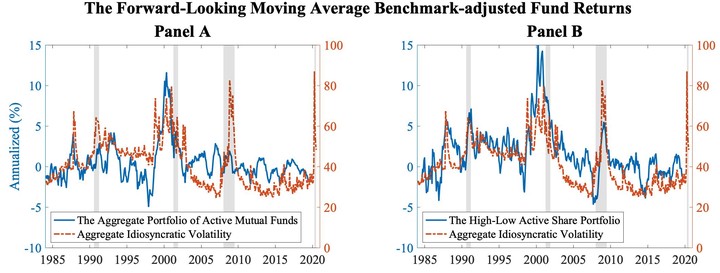 The Forward-Looking Moving Average Benchmark-adjusted Fund Returns
Panel A
Panel B
Annualized (%)
15
10
5
0
-5
-10
100
80
60
40
20
0
The Aggregate Portfolio of Active Mutual Funds
Aggregate Idiosyncratic Volatility
1985 1990 1995 2000 2005 2010 2015 2020
15
10
5
0
-5
-10
100
80
60
40
20
0
The High-Low Active Share Portfolio
Aggregate Idiosyncratic Volatility
1985 1990 1995 2000 2005 2010 2015 2020